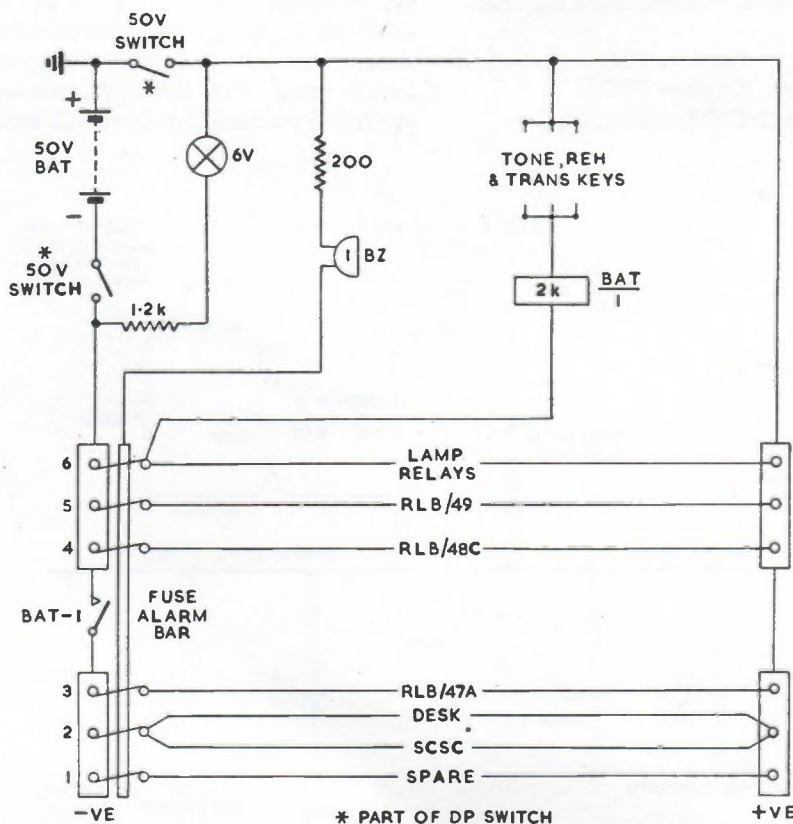 50V
SWITCH
*
+
50V
BAT
-
6V
200
TONE, REH
& TRANS KEYS
1 BZ
*
50V
SWITCH
1·2k
2k
BAT
1
6
LAMP
RELAYS
5
RLB/49
4
RLB/48C
BAT-1
FUSE
ALARM
BAR
3
RLB/47A
DESK
2
SCSC
1
SPARE
-VE
* PART OF DP SWITCH
+VE